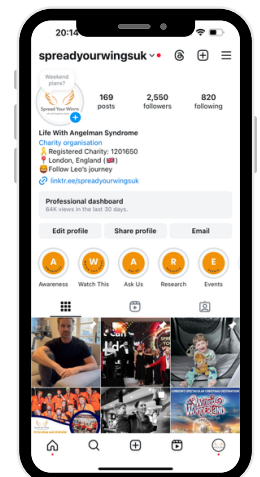 20:14
spreadyourwingsuk
Weekend
plans?
Spread Your Wings
169
posts
2,550
followers
820
following
Life With Angelman Syndrome
Charity organisation
Registered Charity: 1201650
London, England
Follow Leo's journey
linktr.ee/spreadyourwingsuk
Professional dashboard
64K views in the last 30 days.
Edit profile
Share profile
Email
A
W
A
R
E
Awareness
Watch This
Ask Us
Research
Events